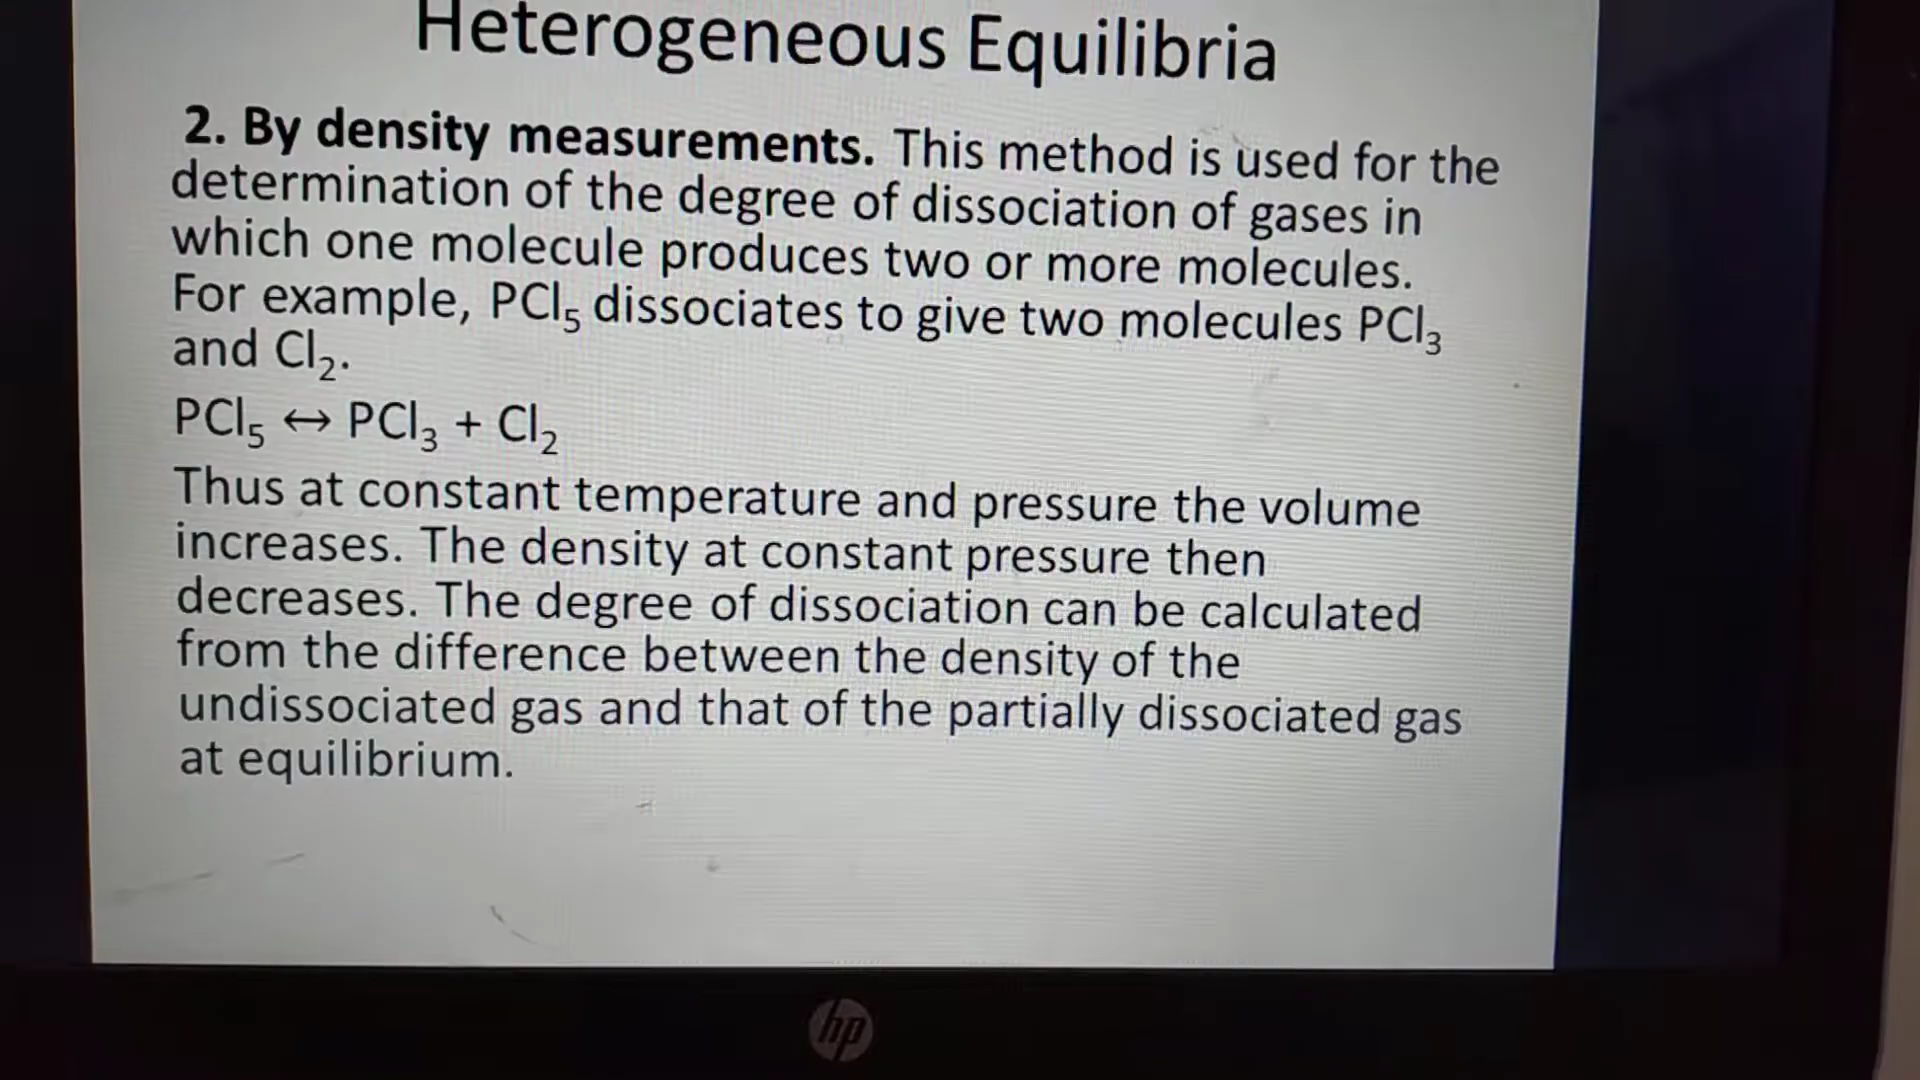 Heterogeneous Equilibria
2. By density measurements. This method is used for the
determination of the degree of dissociation of gases in
which one molecule produces two or more molecules.
For example, PCl₅ dissociates to give two molecules PCl₃
and Cl₂.
PCl₅ ↔ PCl₃ + Cl₂
Thus at constant temperature and pressure the volume
increases. The density at constant pressure then
decreases. The degree of dissociation can be calculated
from the difference between the density of the
undissociated gas and that of the partially dissociated gas
at equilibrium.
hp